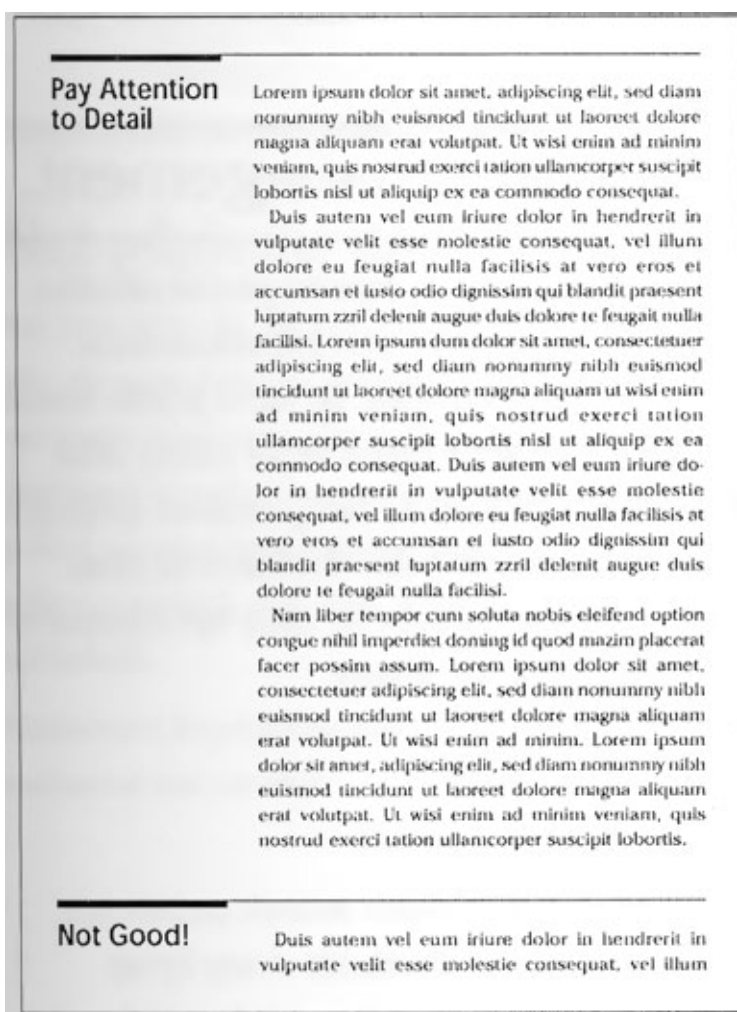 Pay Attention
to Detail
Lorem ipsum dolor sit amet, adipiscing elit, sed diam
nonummy nibh euismod tincidunt ut laoreet dolore
magna aliquam erat volutpat. Ut wisi enim ad minim
veniam, quis nostrud exerci tation ullamcorper suscipit
lobortis nisl ut aliquip ex ea commodo consequat.
Duis autem vel eum iriure dolor in hendrerit in
vulputate velit esse molestie consequat, vel illum
dolore eu feugiat nulla facilisis at vero eros et
accumsan et iusto odio dignissim qui blandit praesent
luptatum zzril delenit augue duis dolore te feugait nulla
facilisi. Lorem ipsum dum dolor sit amet, consectetuer
adipiscing elit, sed diam nonummy nibh euismod
tincidunt ut laoreet dolore magna aliquam ut wisi enim
ad minim veniam, quis nostrud exerci tation
ullamcorper suscipit lobortis nisl ut aliquip ex ea
commodo consequat. Duis autem vel eum iriure do-
lor in hendrerit in vulputate velit esse molestie
consequat, vel illum dolore eu feugiat nulla facilisis at
vero eros et accumsan et iusto odio dignissim qui
blandit praesent luptatum zzril delenit augue duis
dolore te feugait nulla facilisi.
Nam liber tempor cum soluta nobis eleifend option
congue nihil imperdiet doming id quod mazim placerat
facer possim assum. Lorem ipsum dolor sit amet,
consectetuer adipiscing elit, sed diam nonummy nibh
euismod tincidunt ut laoreet dolore magna aliquam
erat volutpat. Ut wisi enim ad minim. Lorem ipsum
dolor sit amet, adipiscing elit, sed diam nonummy nibh
euismod tincidunt ut laoreet dolore magna aliquam
erat volutpat. Ut wisi enim ad minim veniam, quis
nostrud exerci tation ullamcorper suscipit lobortis.
Not Good!
Duis autem vel eum iriure dolor in hendrerit in
vulputate velit esse molestie consequat, vel illum